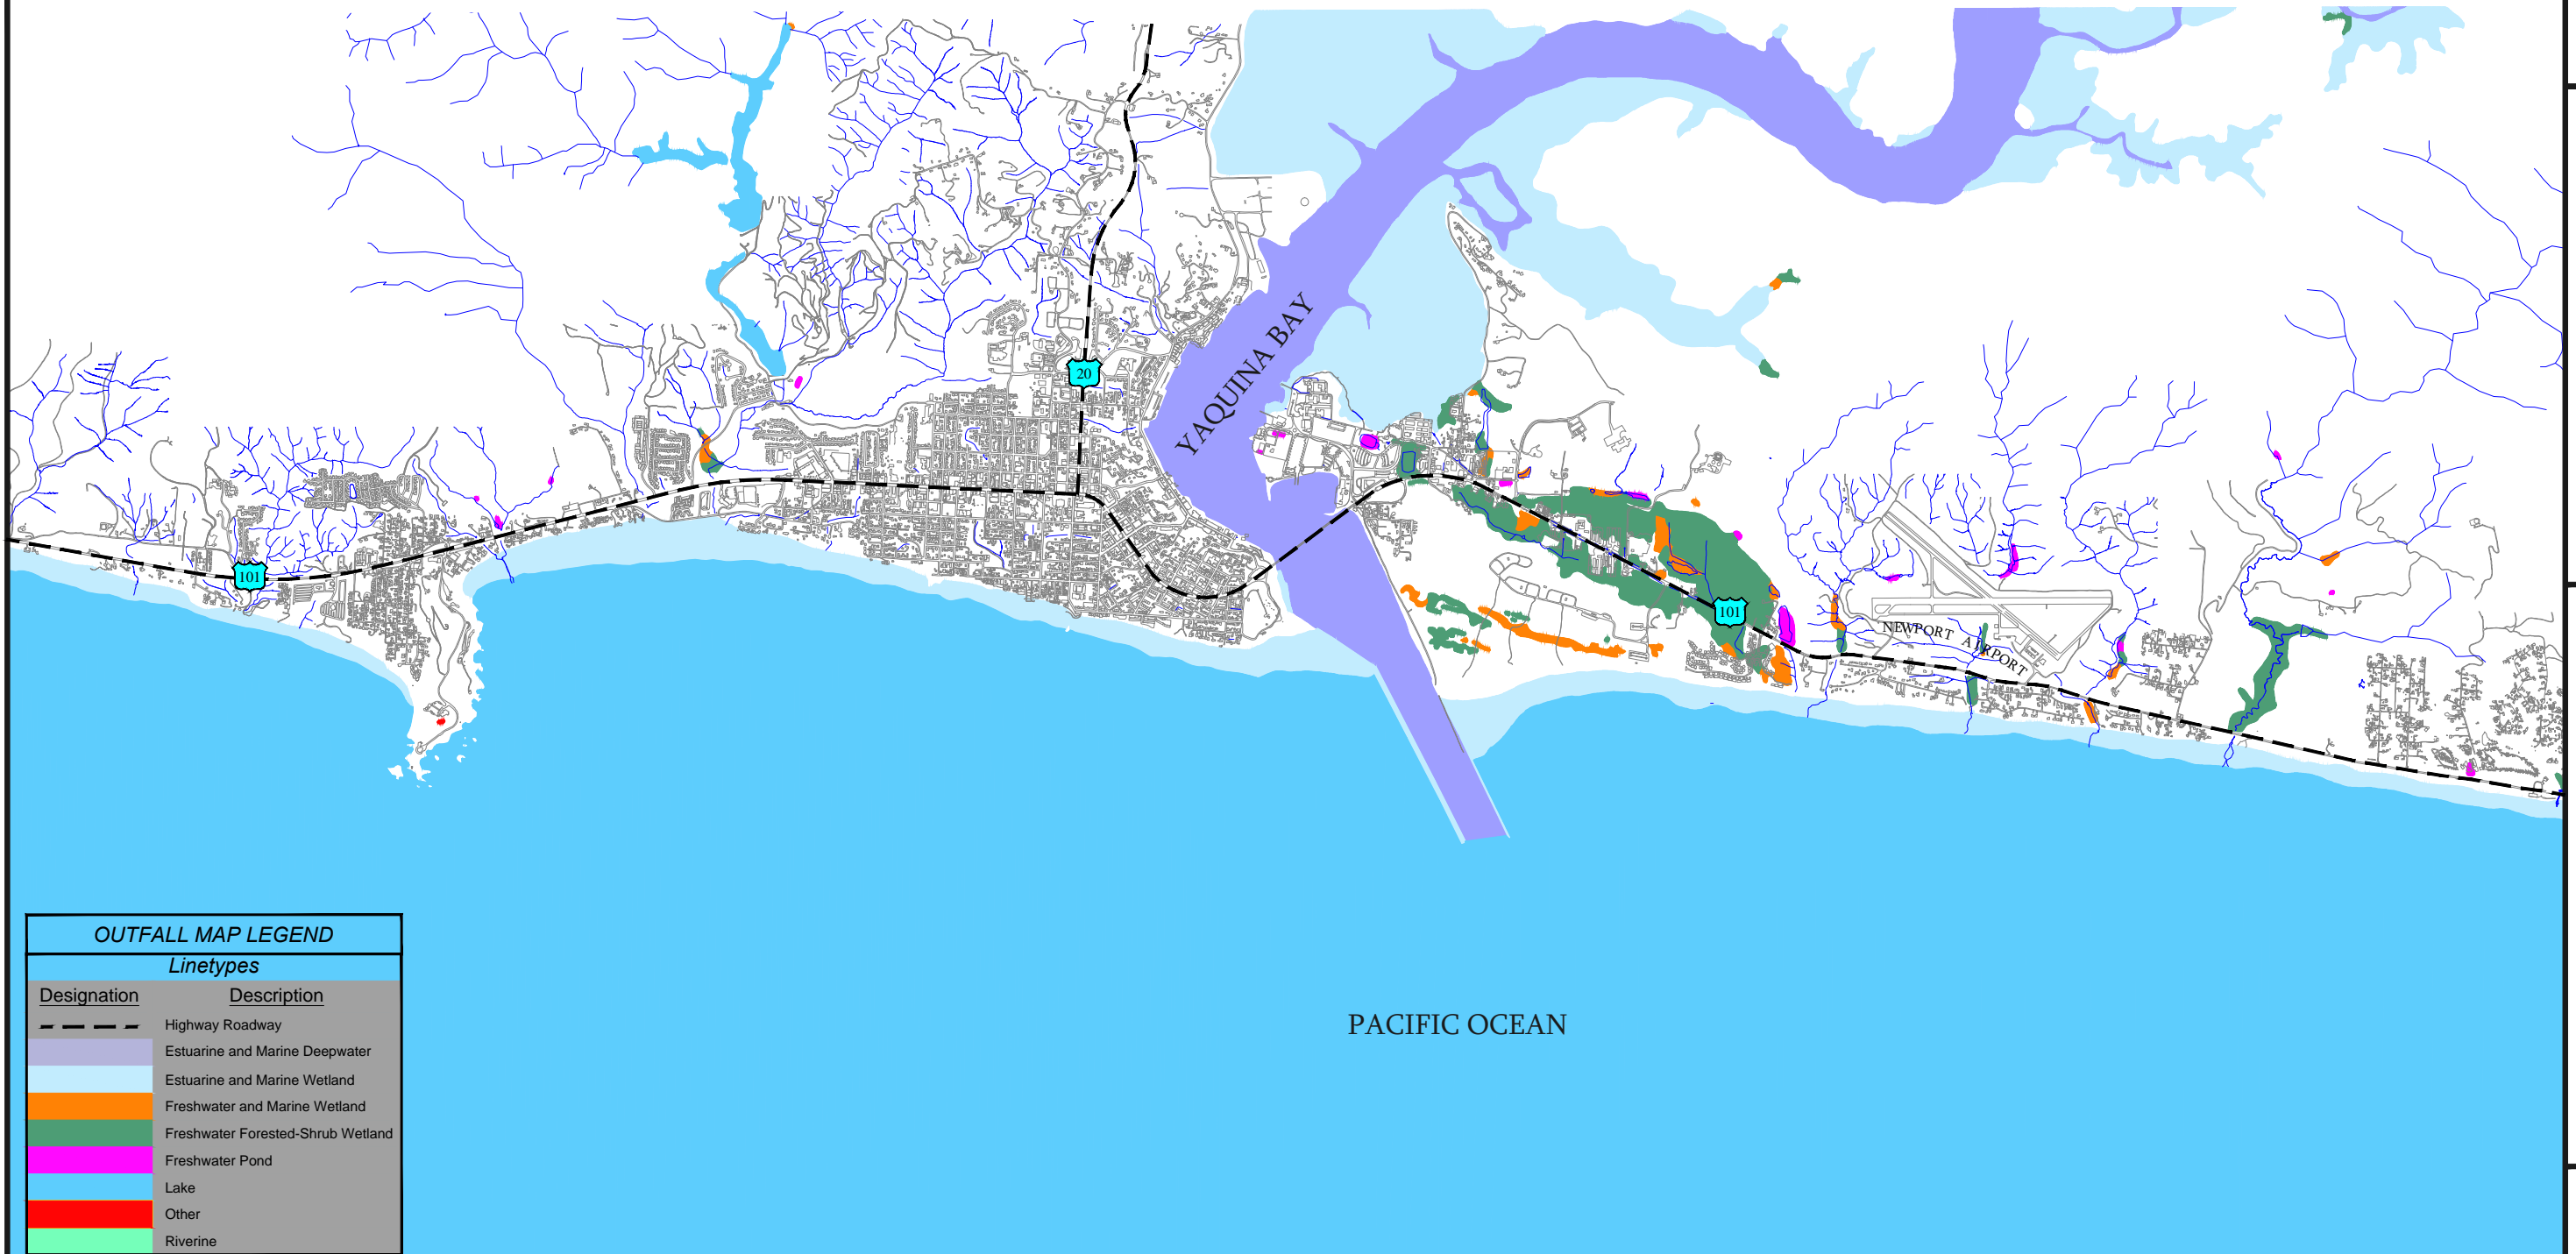 20
YAQUINA BAY
101
101
NEWPORT AIRPORT
PACIFIC OCEAN
OUTFALL MAP LEGEND
Linetypes
Designation Description
Highway Roadway
Estuarine and Marine Deepwater
Estuarine and Marine Wetland
Freshwater and Marine Wetland
Freshwater Forested-Shrub Wetland
Freshwater Pond
Lake
Other
Riverine